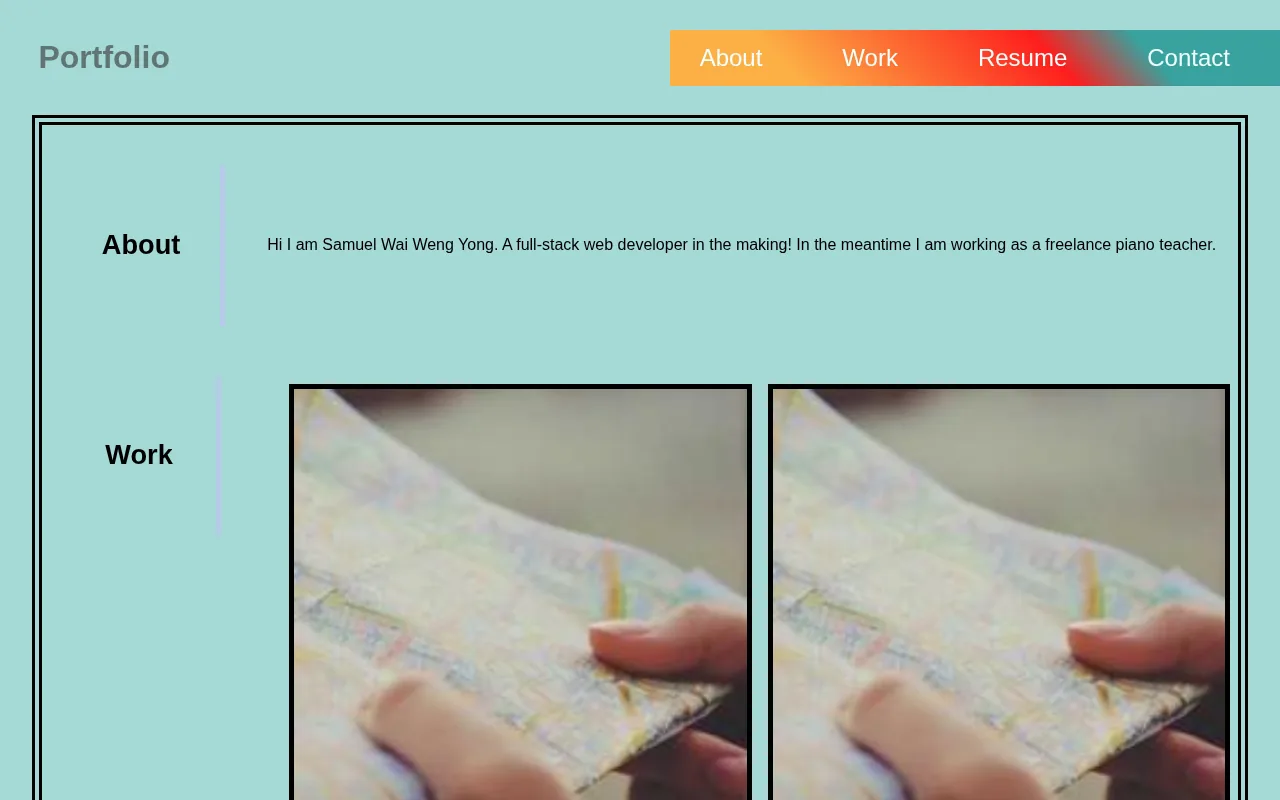 Portfolio
About Work Resume Contact
About
Hi I am Samuel Wai Weng Yong. A full-stack web developer in the making! In the meantime I am working as a freelance piano teacher.
Work